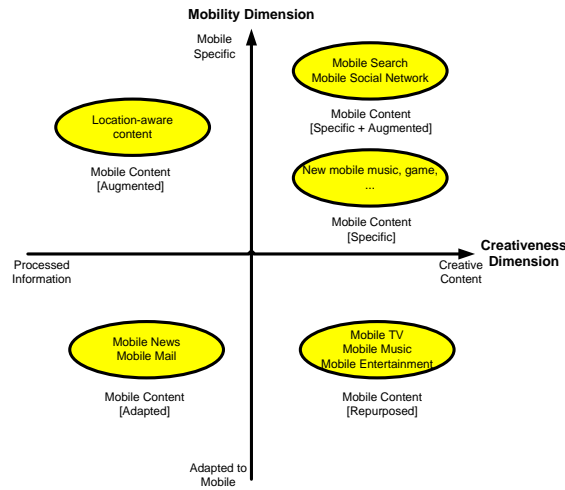 Mobility Dimension
Mobile
Specific
Mobile Search
Mobile Social Network
Mobile Content
[Specific + Augmented]
Location-aware
content
Mobile Content
[Augmented]
New mobile music, game,
...
Mobile Content
[Specific]
Creativeness
Dimension
Processed
Information
Creative
Content
Mobile News
Mobile Mail
Mobile Content
[Adapted]
Mobile TV
Mobile Music
Mobile Entertainment
Mobile Content
[Repurposed]
Adapted to
Mobile